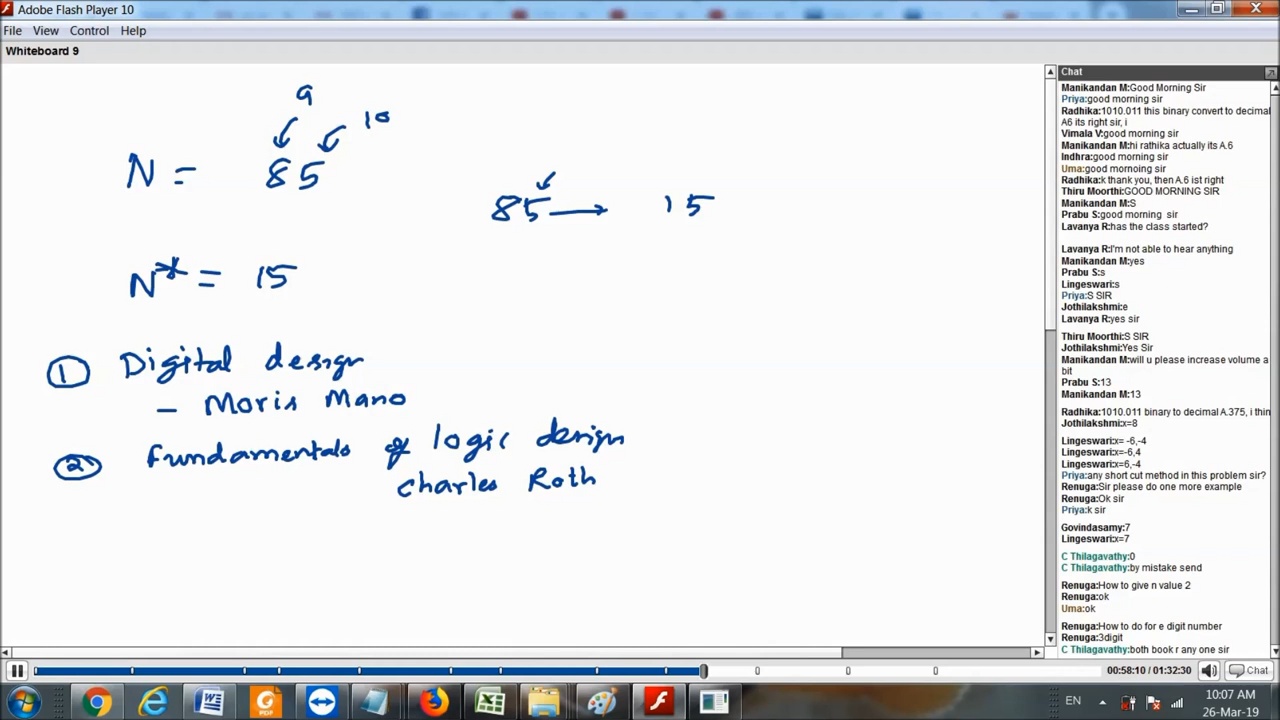 Adobe Flash Player 10
File View Control Help
Whiteboard 9
9
10
N = 85
85 → 15
N* = 15
1 Digital design
- Moris Mano
2 Fundamentals of logic design
Charles Roth
Chat
Manikandan M:Good Morning Sir
Priya:good morning sir
Radhika:1010.011 this binary convert to decimal
A6 its right sir, i
Vimala V:good morning sir
Manikandan M:hi rathika actually its A.6
Indhra:good morning sir
Uma:good mornoing sir
Radhika:k thank you, then A.6 ist right
Thiru Moorthi:GOOD MORNING SIR
Manikandan M:S
Prabu S:good morning sir
Lavanya R:has the class started?
Lavanya R:I'm not able to hear anything
Manikandan M:yes
Prabu S:s
Lingeswari:s
Priya:S SIR
Jothilakshmi:e
Lavanya R:yes sir
Thiru Moorthi:S SIR
Jothilakshmi:Yes Sir
Manikandan M:will u please increase volume a
bit
Prabu S:13
Manikandan M:13
Radhika:1010.011 binary to decimal A.375, i thin
Jothilakshmi:x=8
Lingeswari:x= -6,-4
Lingeswari:x=-6,4
Lingeswari:x=6,-4
Priya:any short cut method in this problem sir?
Renuga:Sir please do one more example
Renuga:Ok sir
Priya:k sir
Govindasamy:7
Lingeswari:x=7
C Thilagavathy:0
C Thilagavathy:by mistake send
Renuga:How to give n value 2
Renuga:ok
Uma:ok
Renuga:How to do for e digit number
Renuga:3digit
C Thilagavathy:both book r any one sir
00:58:10 / 01:32:30
Chat
EN
10:07 AM
26-Mar-19